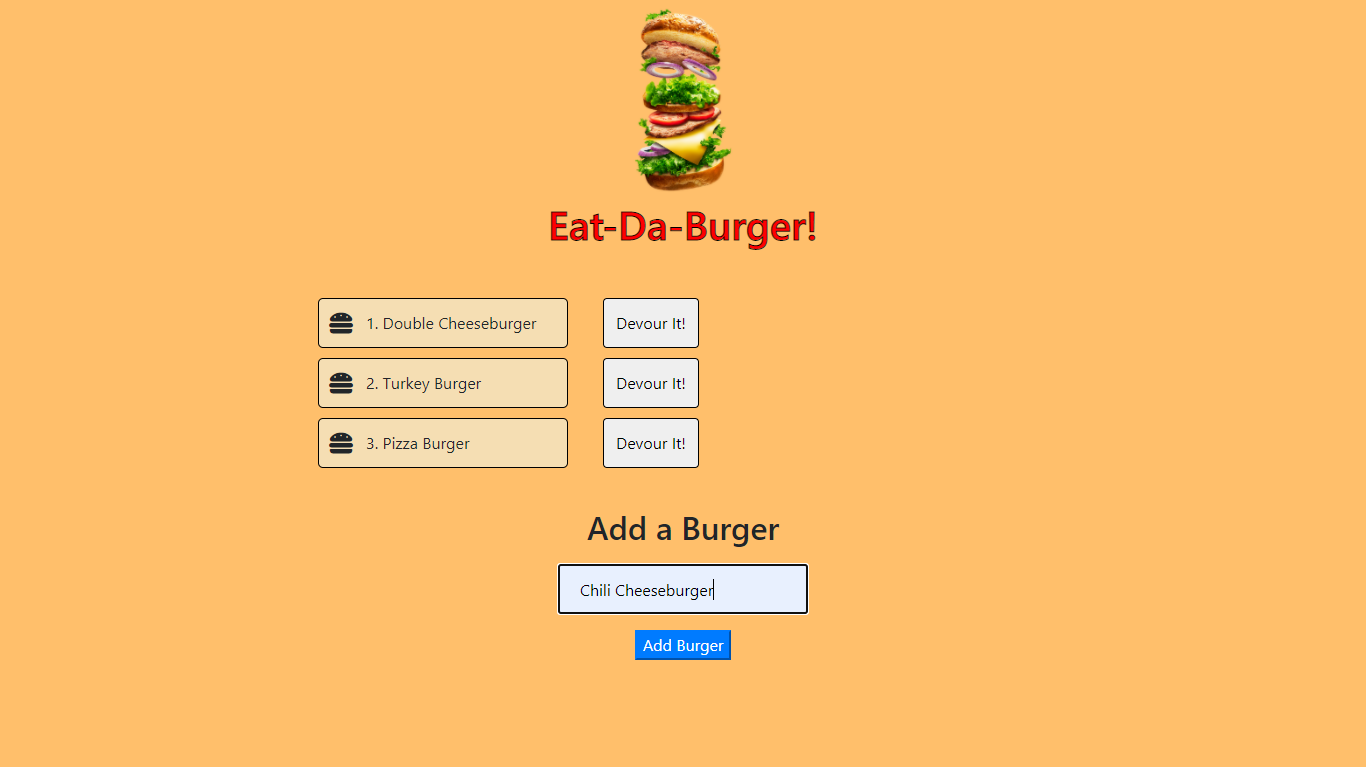 Eat-Da-Burger!
1. Double Cheeseburger Devour It!
2. Turkey Burger Devour It!
3. Pizza Burger Devour It!
Add a Burger
Chili Cheeseburger
Add Burger